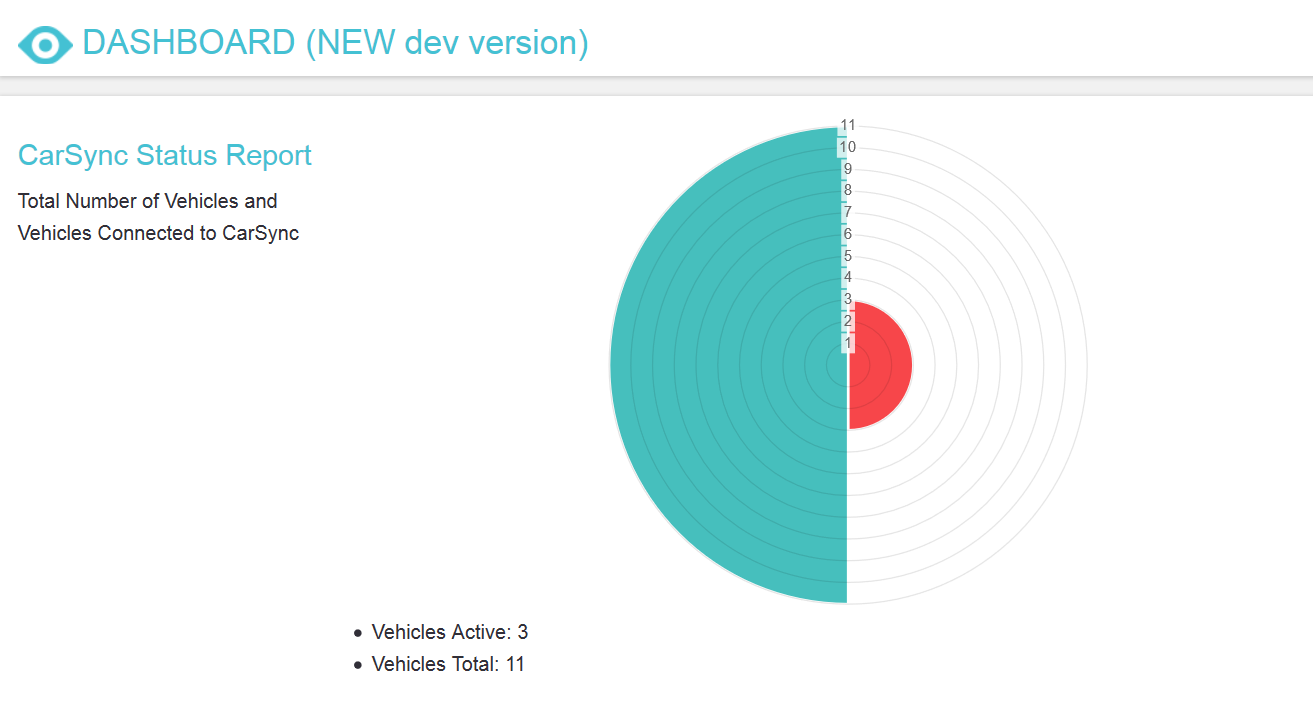 DASHBOARD (NEW dev version)
CarSync Status Report
Total Number of Vehicles and
Vehicles Connected to CarSync
11
10
9
8
7
6
5
4
3
2
1
• Vehicles Active: 3
• Vehicles Total: 11